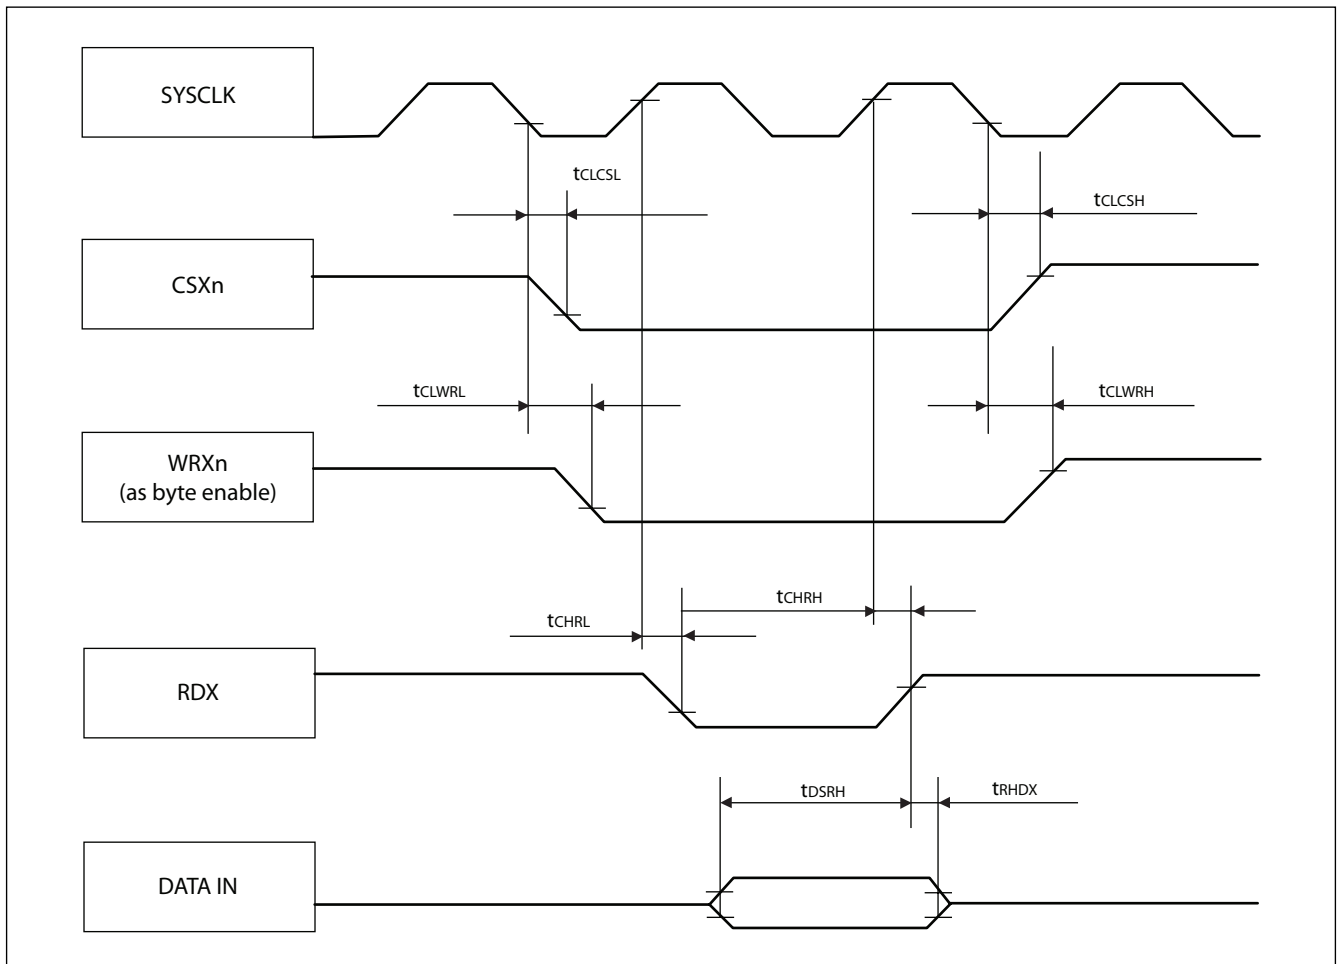 SYSCLK
tCLCSL
tCLCSH
CSXn
tCLWRL
tCLWRH
WRXn
(as byte enable)
tCHRH
tCHRL
RDX
tDSRH
tRHDX
DATA IN